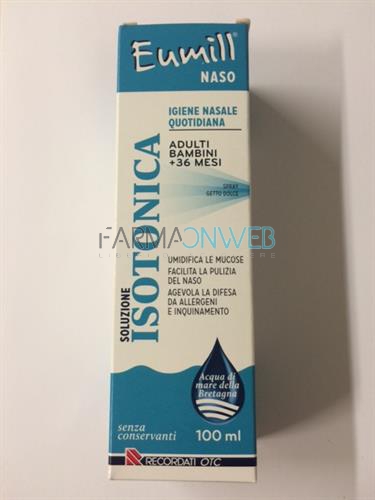 Eumill®
NASO
IGIENE NASALE
QUOTIDIANA
ADULTI
BAMBINI
+36 MESI
SPRAY
GETTO DOLCE
SOLUZIONE
ISOTONICA
FARMAONWEB
UMIDIFICA LE MUCOSE
FACILITA LA PULIZIA
DEL NASO
AGEVOLA LA DIFESA
DA ALLERGENI
E INQUINAMENTO
Acqua di
mare della
Bretagna
senza
conservanti
100 ml
RECORDATI OTC